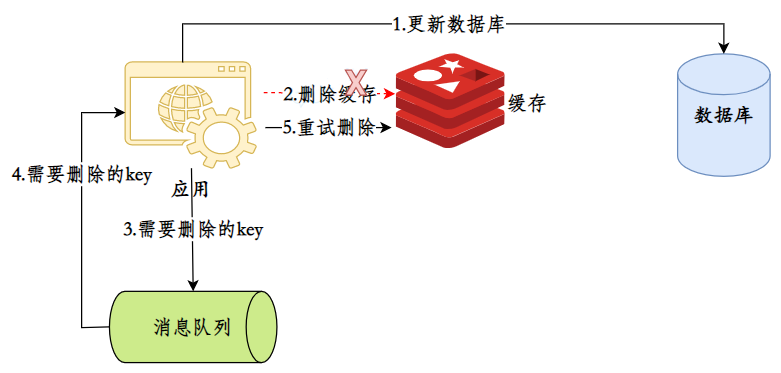 1.更新数据库
2.删除缓存
缓存
数据库
5.重试删除
4.需要删除的key
应用
3.需要删除的key
消息队列